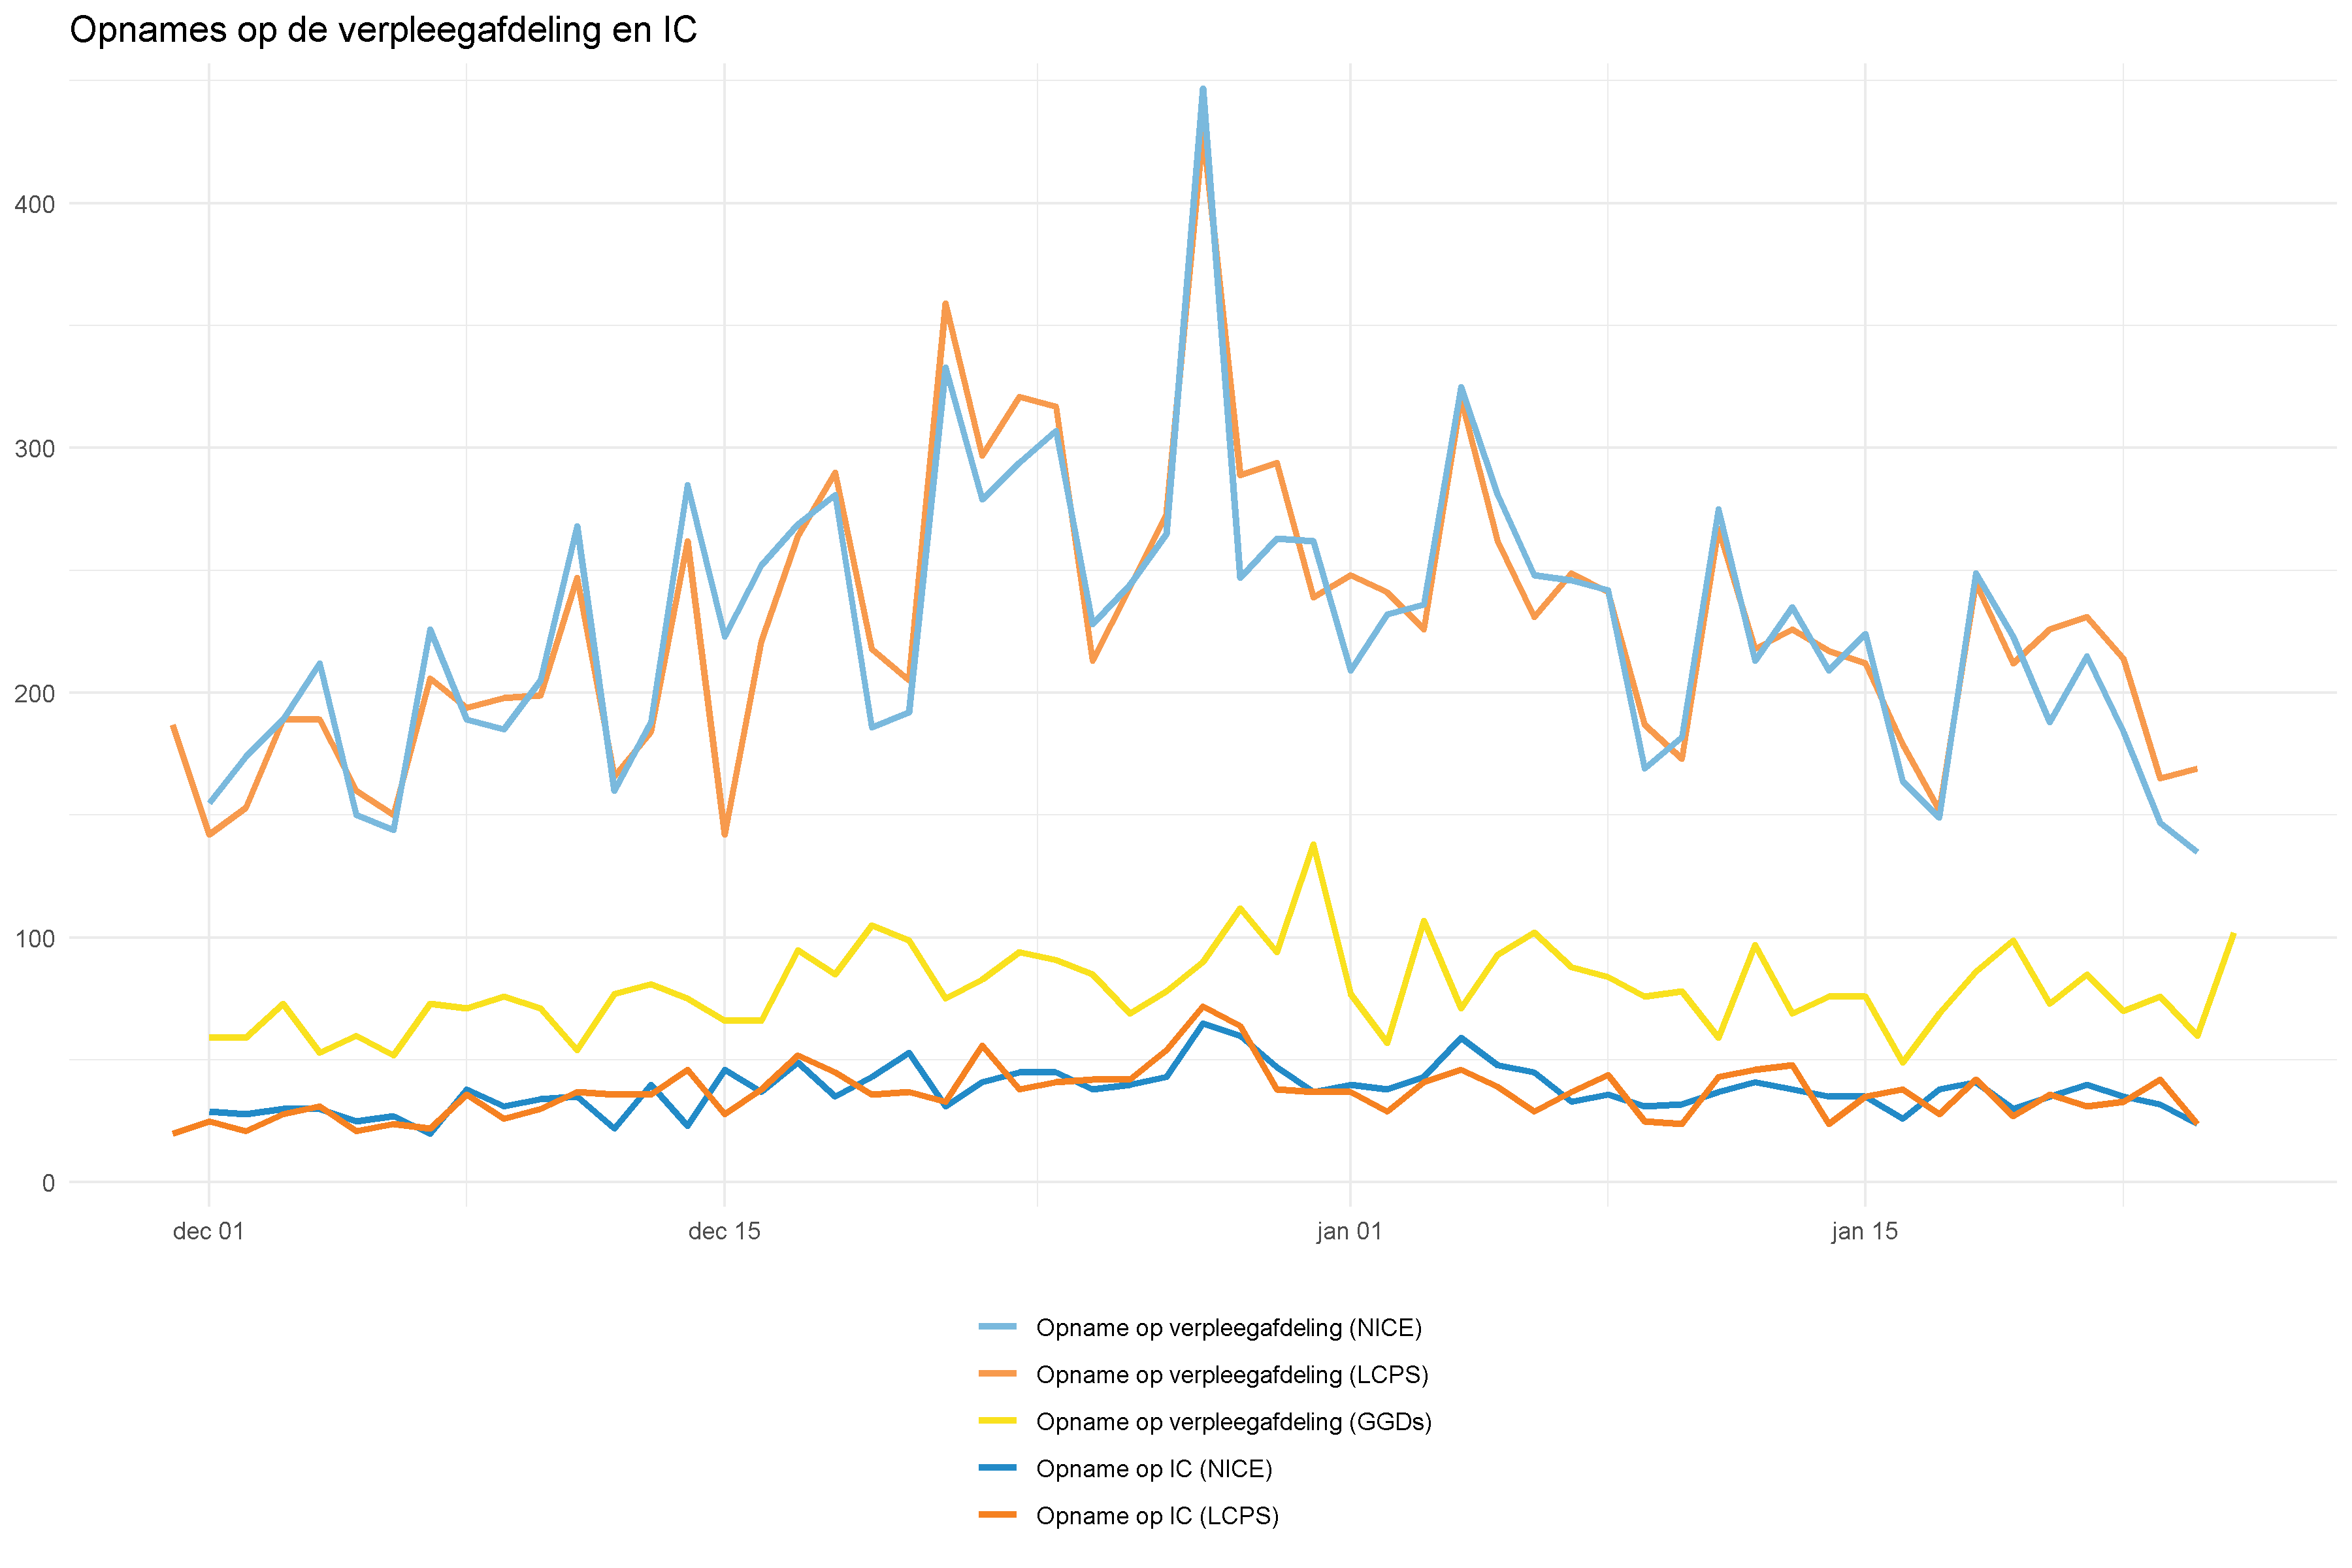 Opnames op de verpleegafdeling en IC
400
300
200
100
0
dec 01
dec 15
jan 01
jan 15
Opname op verpleegafdeling (NICE)
Opname op verpleegafdeling (LCPS)
Opname op verpleegafdeling (GGDs)
Opname op IC (NICE)
Opname op IC (LCPS)